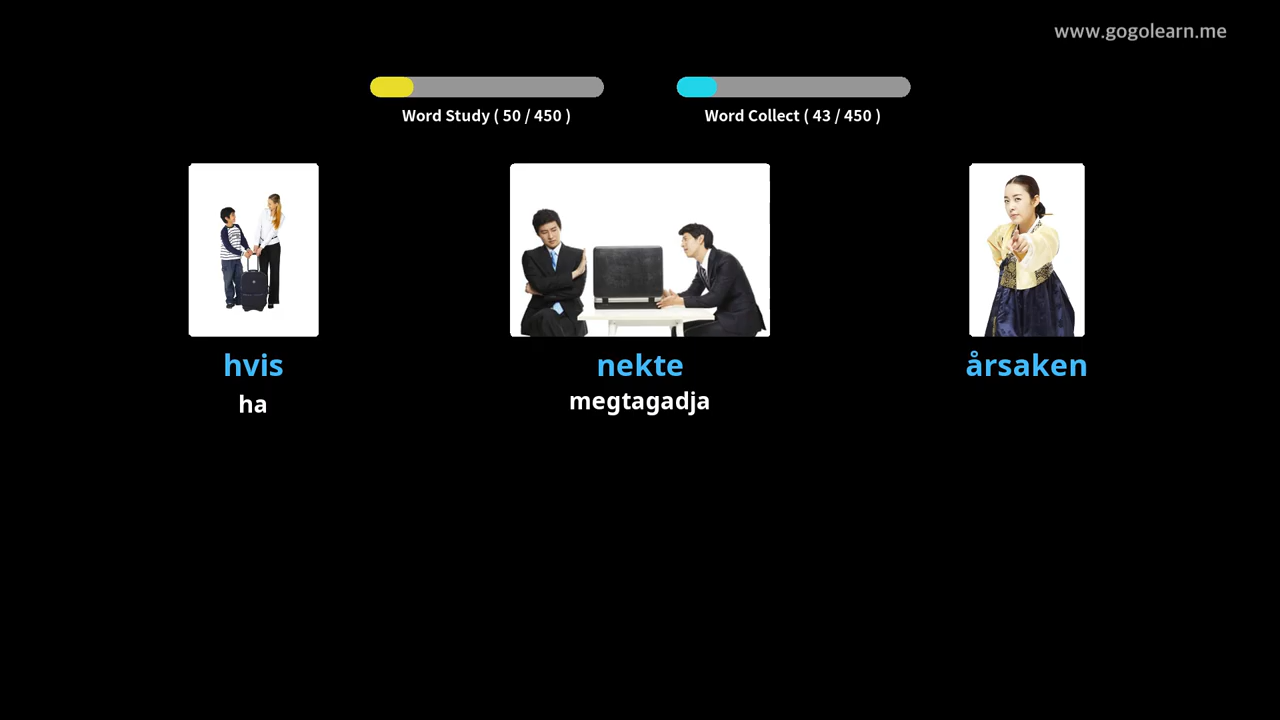 www.gogolearn.me
Word Study ( 50 / 450 )
Word Collect ( 43 / 450 )
hvis
nekte
årsaken
ha
megtagadja